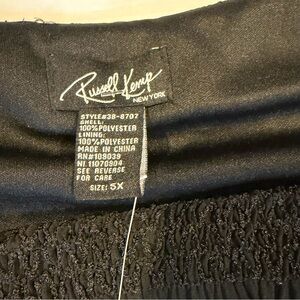 Russell Kemp
NEW YORK
STYLE#38-8707
SHELL:
100%POLYESTER
LINING:
100%POLYESTER
MADE IN CHINA
RN#108039
NI 11070904
SEE REVERSE
FOR CARE
SIZE: 5X